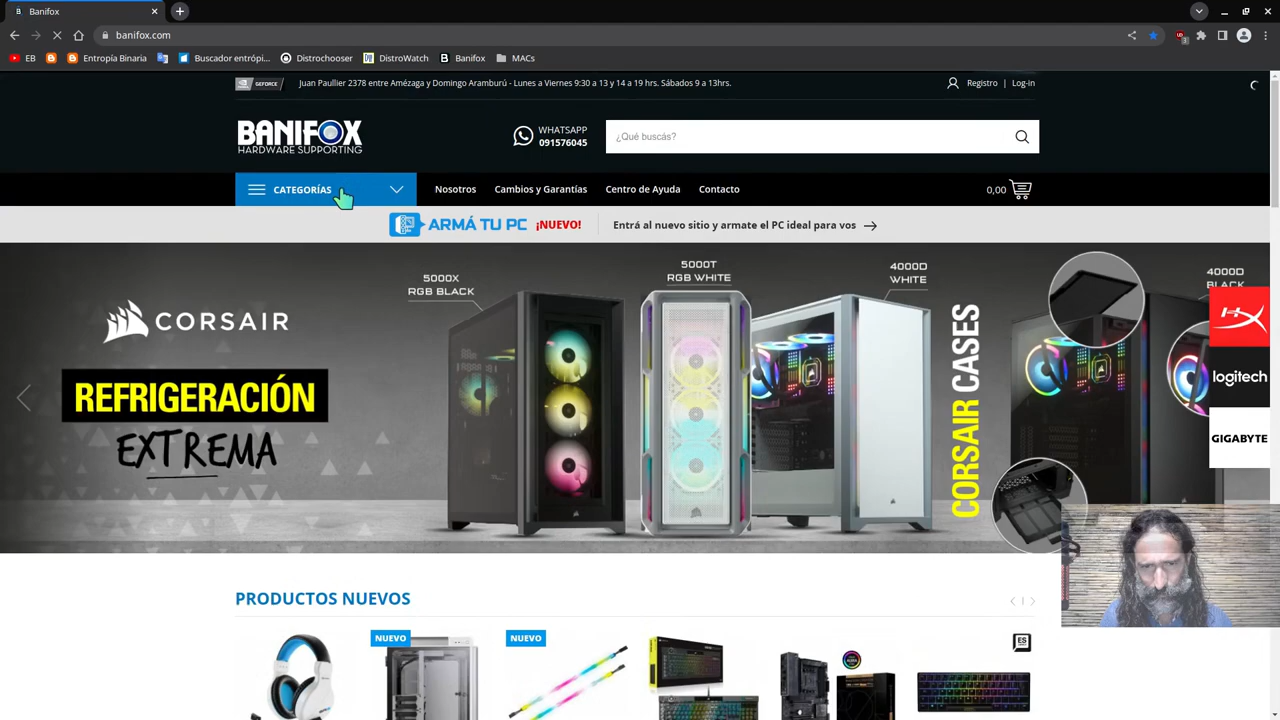 Banifox
banifox.com
EB
Entropía Binaria
Buscador entrópi...
Distrochooser
DistroWatch
Banifox
MACs
GEFORCE
Juan Paullier 2378 entre Amézaga y Domingo Aramburú - Lunes a Viernes 9:30 a 13 y 14 a 19 hrs. Sábados 9 a 13hrs.
Registro | Log-in
BANIFOX
HARDWARE SUPPORTING
WHATSAPP
091576045
¿Qué buscás?
CATEGORÍAS
Nosotros
Cambios y Garantías
Centro de Ayuda
Contacto
0,00
ARMÁ TU PC
¡NUEVO!
Entrá al nuevo sitio y armate el PC ideal para vos
CORSAIR
REFRIGERACIÓN
EXTREMA
5000X
RGB BLACK
5000T
RGB WHITE
4000D
WHITE
CORSAIR CASES
4000D
BLACK
logitech
GIGABYTE
PRODUCTOS NUEVOS
NUEVO
NUEVO
ES